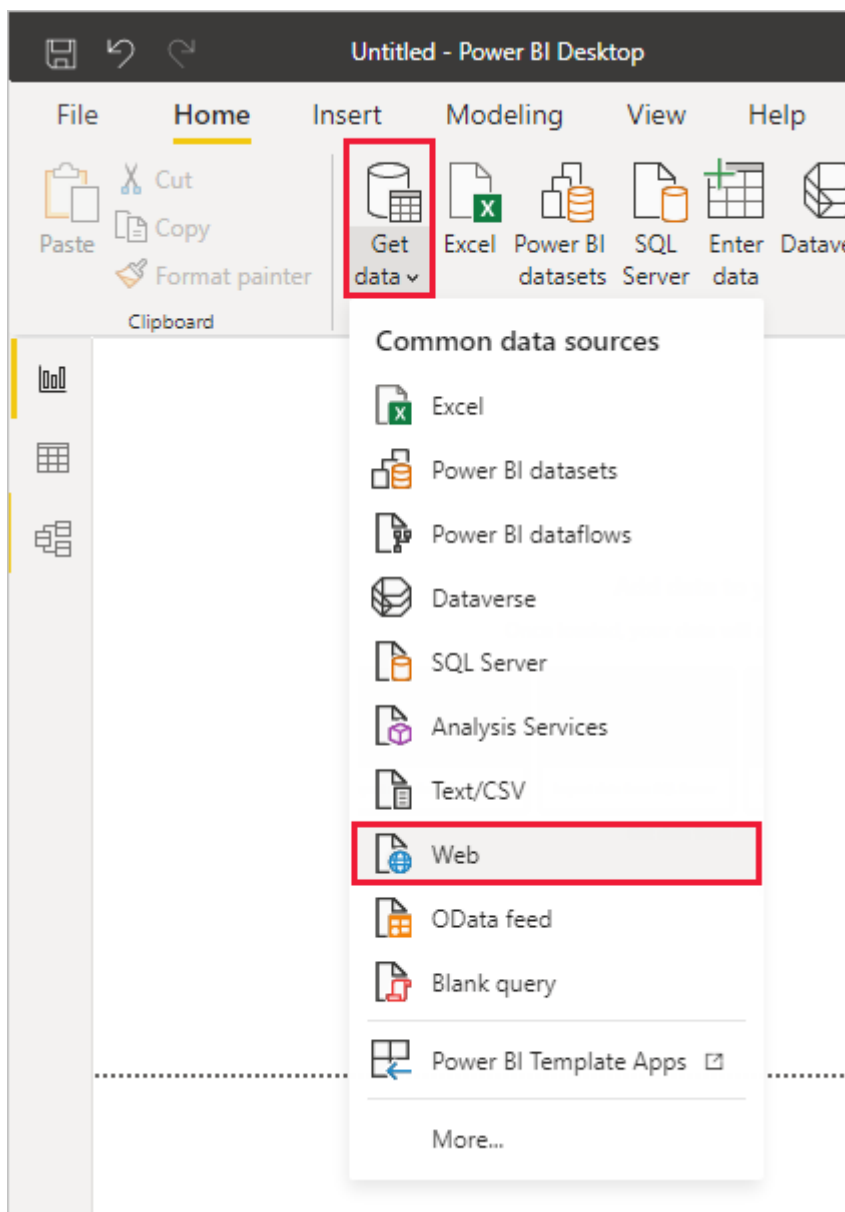 Untitled - Power BI Desktop
File Home Insert Modeling View Help
Paste
Cut
Copy
Format painter
Clipboard
Get data
Excel
Power BI datasets
SQL Server
Enter data
Common data sources
Excel
Power BI datasets
Power BI dataflows
Dataverse
SQL Server
Analysis Services
Text/CSV
Web
OData feed
Blank query
Power BI Template Apps
More...